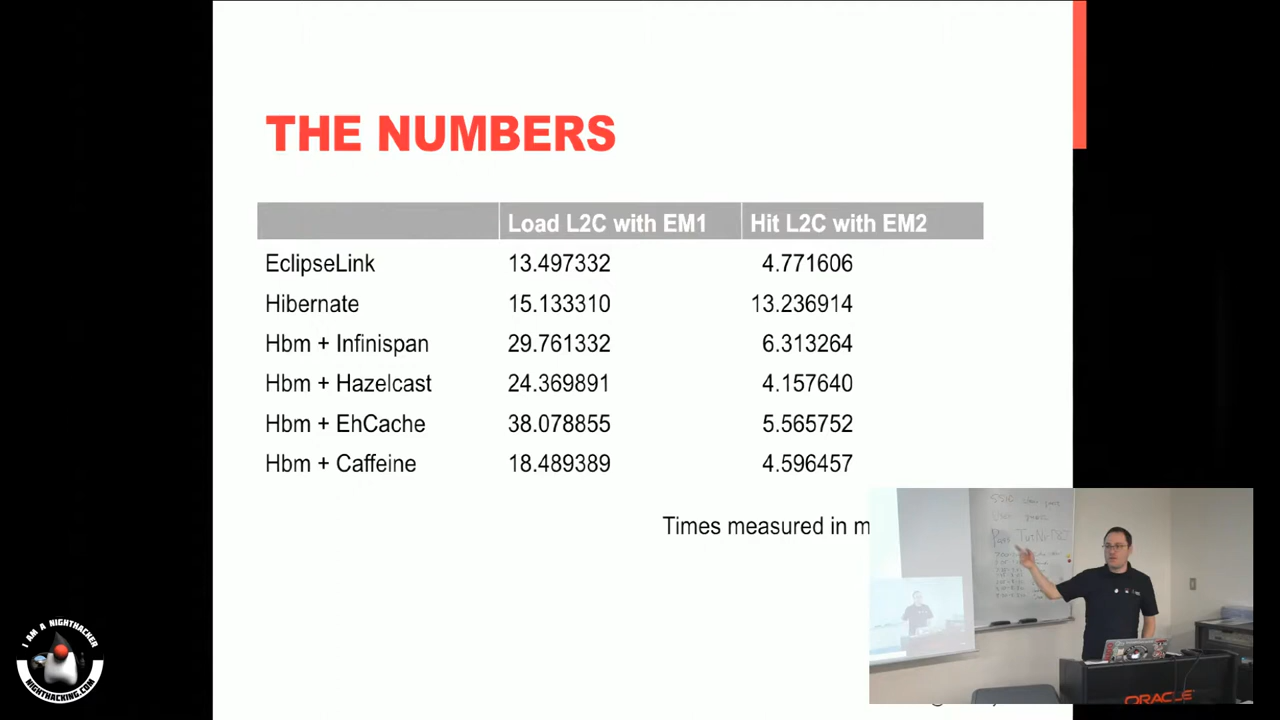 THE NUMBERS
Load L2C with EM1 Hit L2C with EM2
EclipseLink 13.497332 4.771606
Hibernate 15.133310 13.236914
Hbm + Infinispan 29.761332 6.313264
Hbm + Hazelcast 24.369891 4.157640
Hbm + EhCache 38.078855 5.565752
Hbm + Caffeine 18.489389 4.596457
Times measured in m
I AM A NIGHTHACKER
NIGHTHACKING.COM
ORACLE